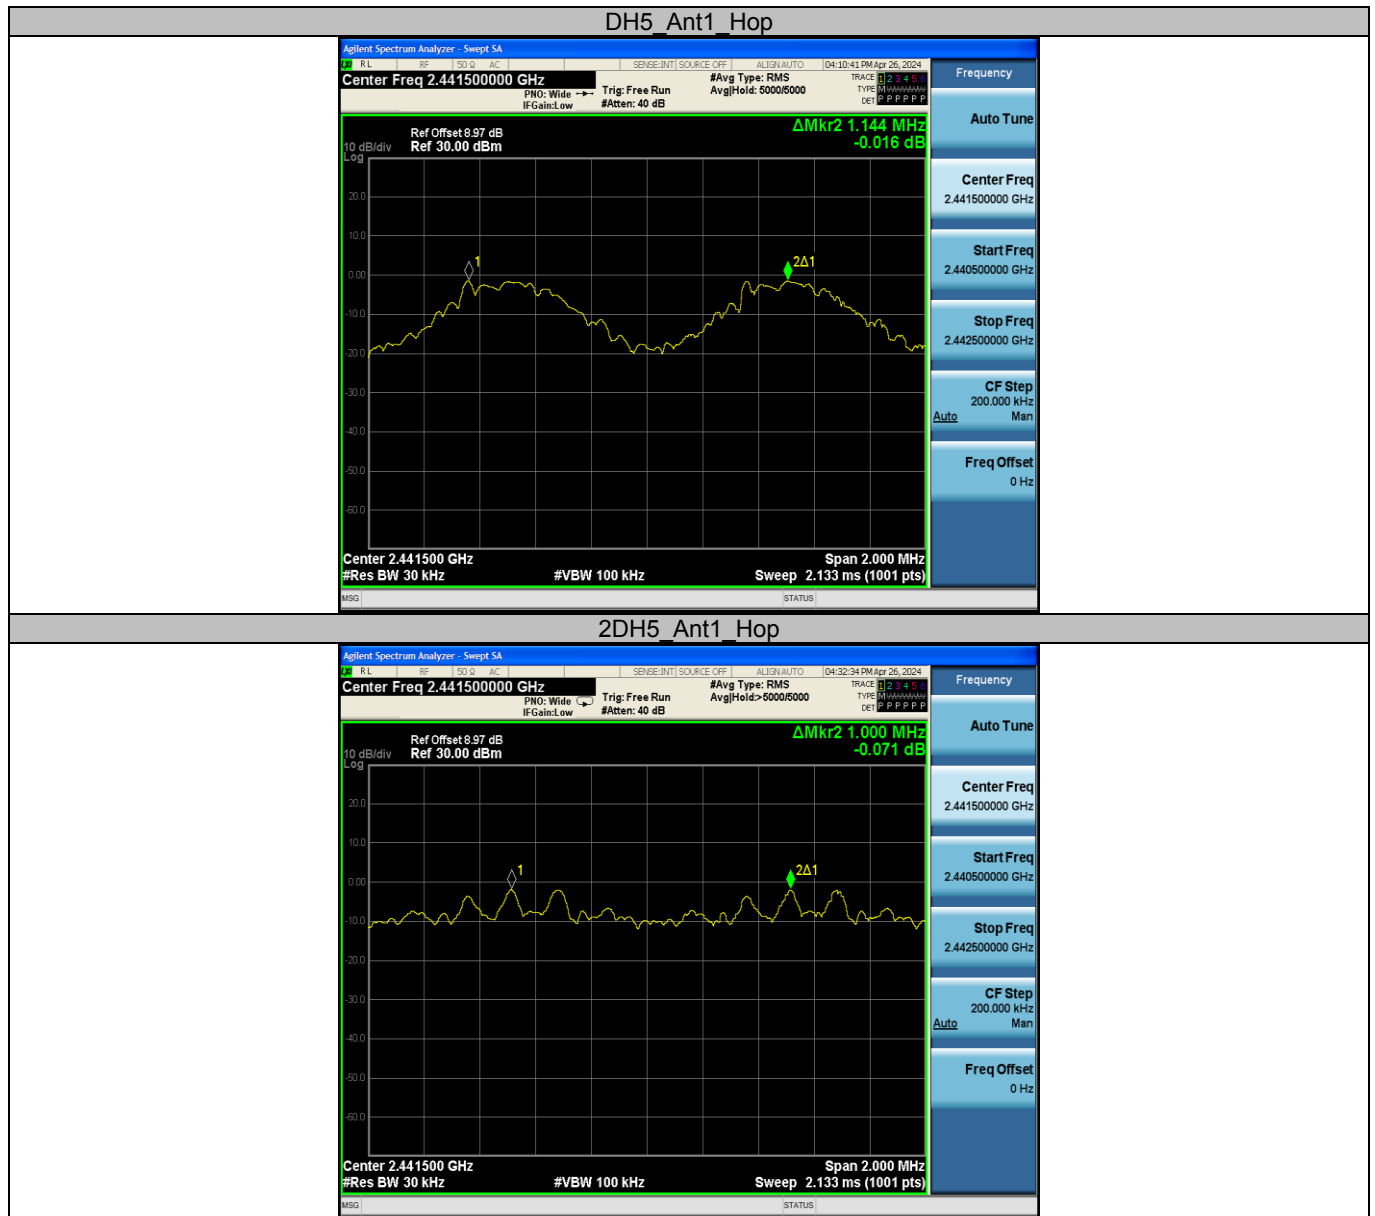 DH5_Ant1_Hop
Agilent Spectrum Analyzer - Swept SA
RL RF 50 Ω AC SENSE:INT SOURCE OFF ALIGN AUTO 04:10:41 PM Apr 26, 2024
Center Freq 2.441500000 GHz
PNO: Wide
IFGain:Low
Trig: Free Run
#Atten: 40 dB
#Avg Type: RMS
Avg|Hold: 5000/5000
TRACE 1 2 3 4 5 6
TYPE M
DET P P P P P P
Frequency
Auto Tune
Center Freq
2.441500000 GHz
Start Freq
2.440500000 GHz
Stop Freq
2.442500000 GHz
CF Step
200.000 kHz
Auto Man
Freq Offset
0 Hz
ΔMkr2 1.144 MHz
-0.016 dB
Ref Offset 8.97 dB
10 dB/div Ref 30.00 dBm
Log
20.0
10.0
0.00
-10.0
-20.0
-30.0
-40.0
-50.0
-60.0
1
2Δ1
Center 2.441500 GHz Span 2.000 MHz
#Res BW 30 kHz #VBW 100 kHz Sweep 2.133 ms (1001 pts)
MSG STATUS
2DH5_Ant1_Hop
Agilent Spectrum Analyzer - Swept SA
RL RF 50 Ω AC SENSE:INT SOURCE OFF ALIGN AUTO 04:32:34 PM Apr 26, 2024
Center Freq 2.441500000 GHz
PNO: Wide
IFGain:Low
Trig: Free Run
#Atten: 40 dB
#Avg Type: RMS
Avg|Hold:>5000/5000
TRACE 1 2 3 4 5 6
TYPE M
DET P P P P P P
Frequency
Auto Tune
Center Freq
2.441500000 GHz
Start Freq
2.440500000 GHz
Stop Freq
2.442500000 GHz
CF Step
200.000 kHz
Auto Man
Freq Offset
0 Hz
ΔMkr2 1.000 MHz
-0.071 dB
Ref Offset 8.97 dB
10 dB/div Ref 30.00 dBm
Log
20.0
10.0
0.00
-10.0
-20.0
-30.0
-40.0
-50.0
-60.0
1
2Δ1
Center 2.441500 GHz Span 2.000 MHz
#Res BW 30 kHz #VBW 100 kHz Sweep 2.133 ms (1001 pts)
MSG STATUS